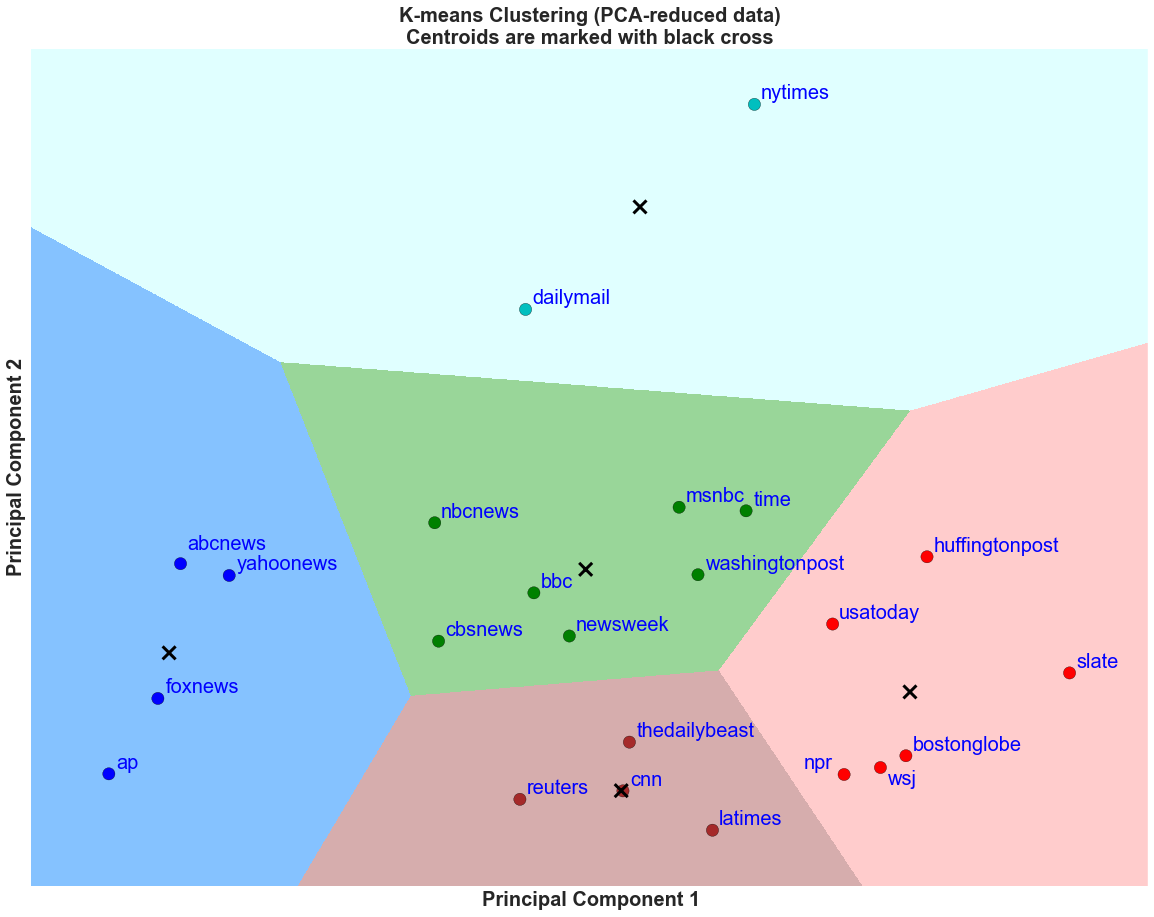 K-means Clustering (PCA-reduced data)
Centroids are marked with black cross
nytimes
dailymail
msnbc
time
nbcnews
abcnews
yahoonews
huffingtonpost
washingtonpost
bbc
usatoday
cbsnews
newsweek
slate
foxnews
thedailybeast
bostonglobe
ap
npr
wsj
cnn
reuters
latimes
Principal Component 2
Principal Component 1